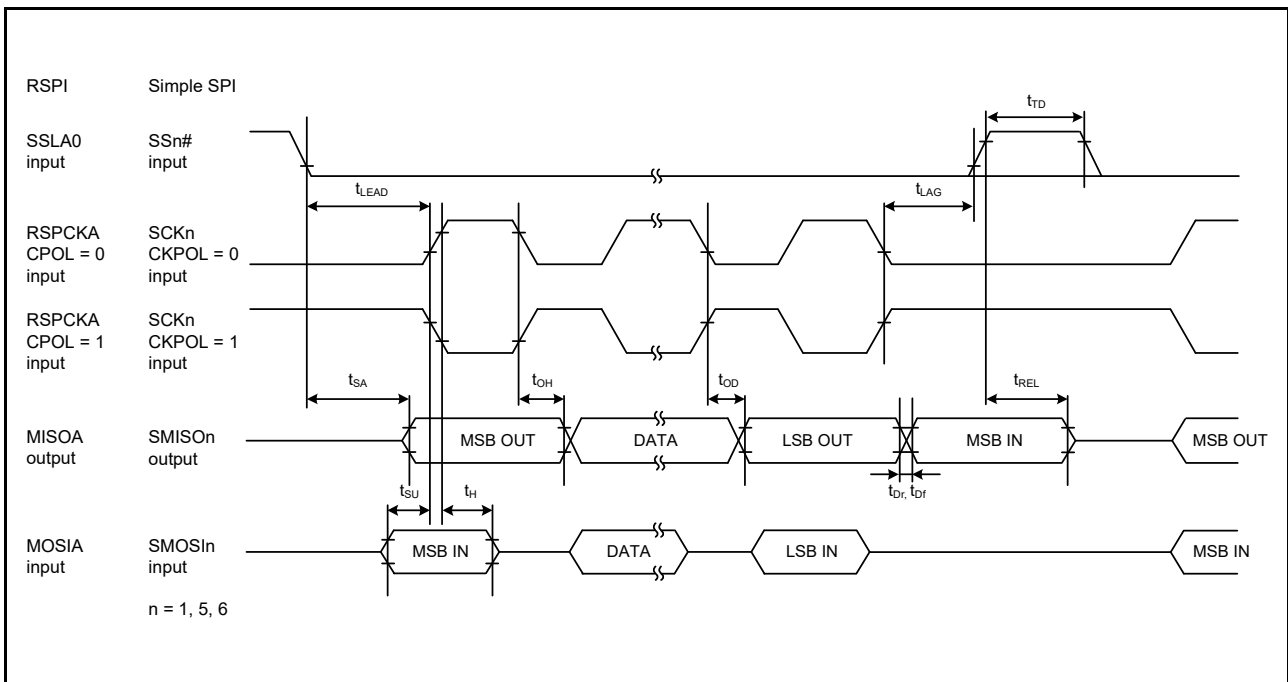 RSPI Simple SPI
tTD
SSLA0 SSn#
input input
tLEAD tLAG
RSPCKA SCKn
CPOL = 0 CKPOL = 0
input input
RSPCKA SCKn
CPOL = 1 CKPOL = 1
input input
tSA tOH tOD tREL
MISOA SMISOn MSB OUT DATA LSB OUT MSB IN MSB OUT
output output
tSU tH tDr, tDf
MOSIA SMOSIn MSB IN DATA LSB IN MSB IN
input input
n = 1, 5, 6